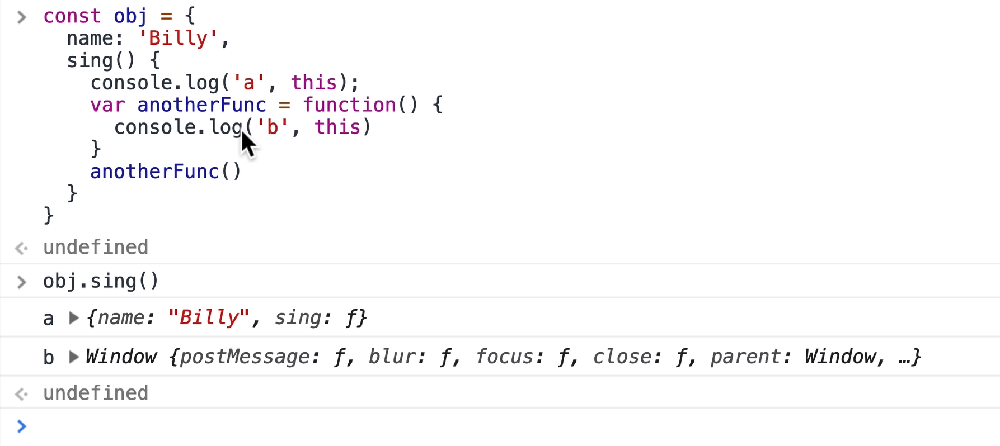 const obj = {
name: 'Billy',
sing() {
console.log('a', this);
var anotherFunc = function() {
console.log('b', this)
}
anotherFunc()
}
}
undefined
obj.sing()
a ▶ {name: "Billy", sing: ƒ}
b ▶ Window {postMessage: ƒ, blur: ƒ, focus: ƒ, close: ƒ, parent: Window, …}
undefined